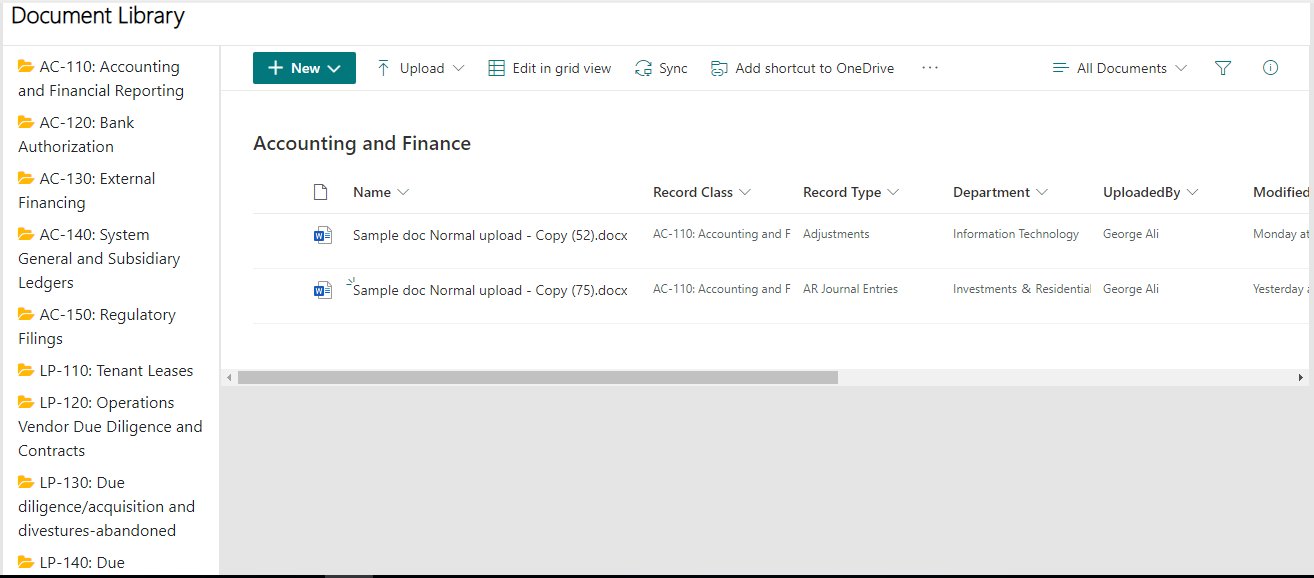 Document Library
AC-110: Accounting
and Financial Reporting
AC-120: Bank
Authorization
AC-130: External
Financing
AC-140: System
General and Subsidiary
Ledgers
AC-150: Regulatory
Filings
LP-110: Tenant Leases
LP-120: Operations
Vendor Due Diligence and
Contracts
LP-130: Due
diligence/acquisition and
divestures-abandoned
LP-140: Due
New Upload Edit in grid view Sync Add shortcut to OneDrive ... All Documents
Accounting and Finance
Name Record Class Record Type Department UploadedBy Modified
Sample doc Normal upload - Copy (52).docx AC-110: Accounting and F Adjustments Information Technology George Ali Monday at
Sample doc Normal upload - Copy (75).docx AC-110: Accounting and F AR Journal Entries Investments & Residential George Ali Yesterday a